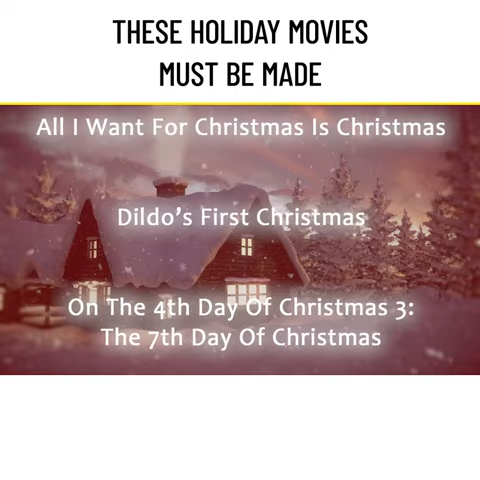 THESE HOLIDAY MOVIES
MUST BE MADE
All I Want For Christmas Is Christmas
Dildo's First Christmas
On The 4th Day Of Christmas 3:
The 7th Day Of Christmas